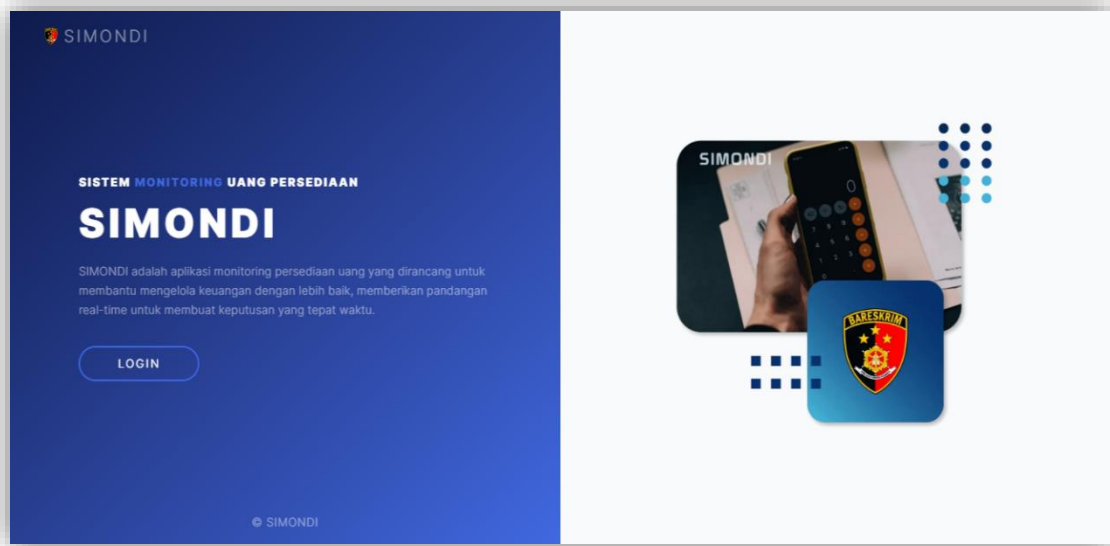 SIMONDI
SISTEM MONITORING UANG PERSEDIAAN
SIMONDI
SIMONDI adalah aplikasi monitoring persediaan uang yang dirancang untuk
membantu mengelola keuangan dengan lebih baik, memberikan pandangan
real-time untuk membuat keputusan yang tepat waktu.
LOGIN
© SIMONDI
SIMONDI
BARESKRIM